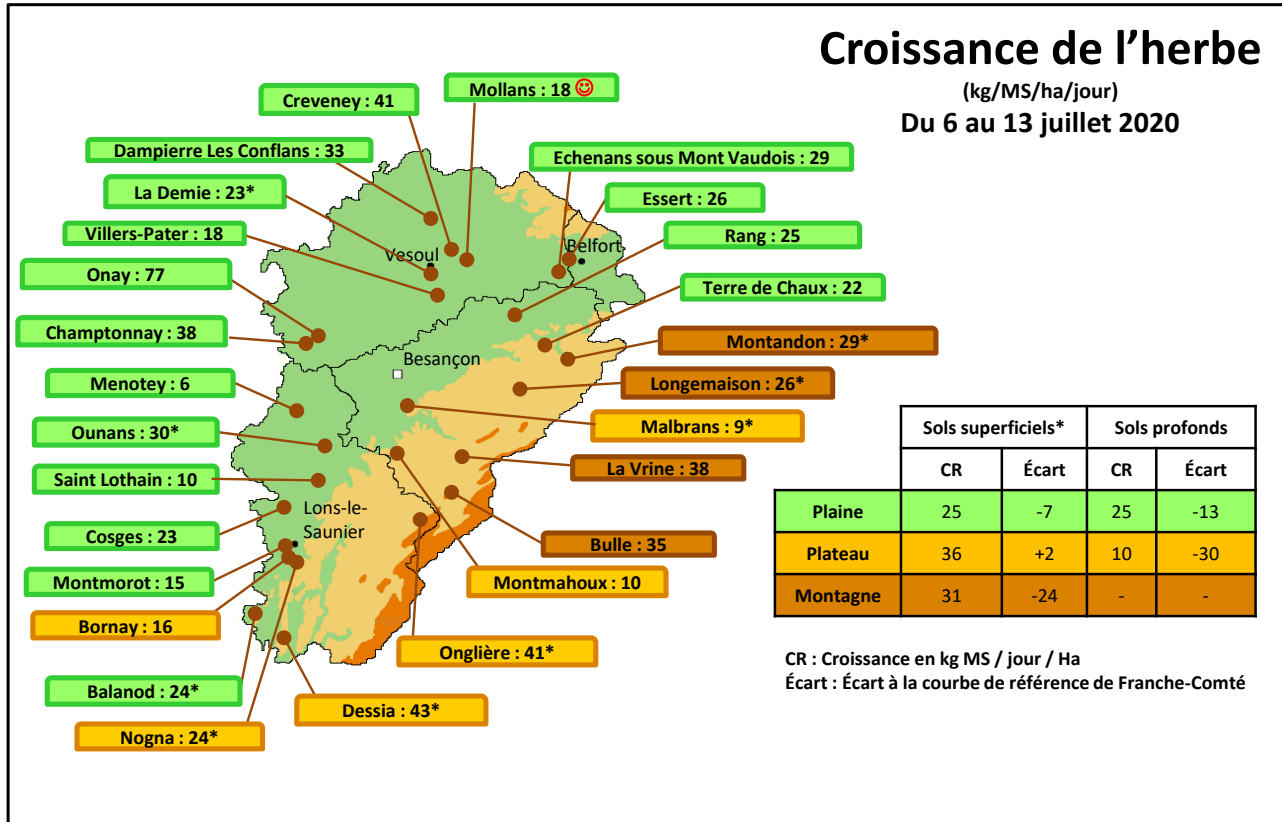 Croissance de l’herbe
(kg/MS/ha/jour)
Du 6 au 13 juillet 2020
Mollans : 18
Creveney : 41
Dampierre Les Conflans : 33
Echenans sous Mont Vaudois : 29
La Demie : 23*
Essert : 26
Villers-Pater : 18
Rang : 25
Vesoul
Belfort
Onay : 77
Terre de Chaux : 22
Champtonnay : 38
Montandon : 29*
Besançon
Menotey : 6
Longemaison : 26*
Ounans : 30*
Malbrans : 9*
Saint Lothain : 10
La Vrine : 38
Lons-le-
Saunier
Cosges : 23
Bulle : 35
Montmorot : 15
Montmahoux : 10
Bornay : 16
Onglière : 41*
Balanod : 24*
Dessia : 43*
Nogna : 24*
Sols superficiels* Sols profonds
CR Écart CR Écart
Plaine 25 -7 25 -13
Plateau 36 +2 10 -30
Montagne 31 -24 - -
CR : Croissance en kg MS / jour / Ha
Écart : Écart à la courbe de référence de Franche-Comté